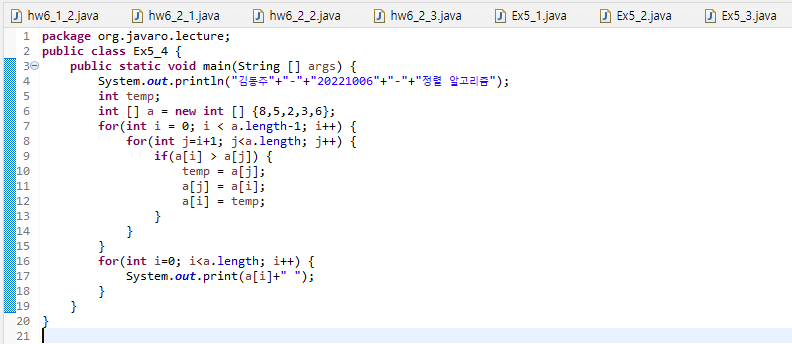 hw6_1_2.java hw6_2_1.java hw6_2_2.java hw6_2_3.java Ex5_1.java Ex5_2.java Ex5_3.java
1 package org.javaro.lecture;
2 public class Ex5_4 {
3 public static void main(String [] args) {
4 System.out.println("김동주"+"-"+"20221006"+"-"+"정렬 알고리즘");
5 int temp;
6 int [] a = new int [] {8,5,2,3,6};
7 for(int i = 0; i < a.length-1; i++) {
8 for(int j=i+1; j<a.length; j++) {
9 if(a[i] > a[j]) {
10 temp = a[j];
11 a[j] = a[i];
12 a[i] = temp;
13 }
14 }
15 }
16 for(int i=0; i<a.length; i++) {
17 System.out.print(a[i]+" ");
18 }
19 }
20 }
21